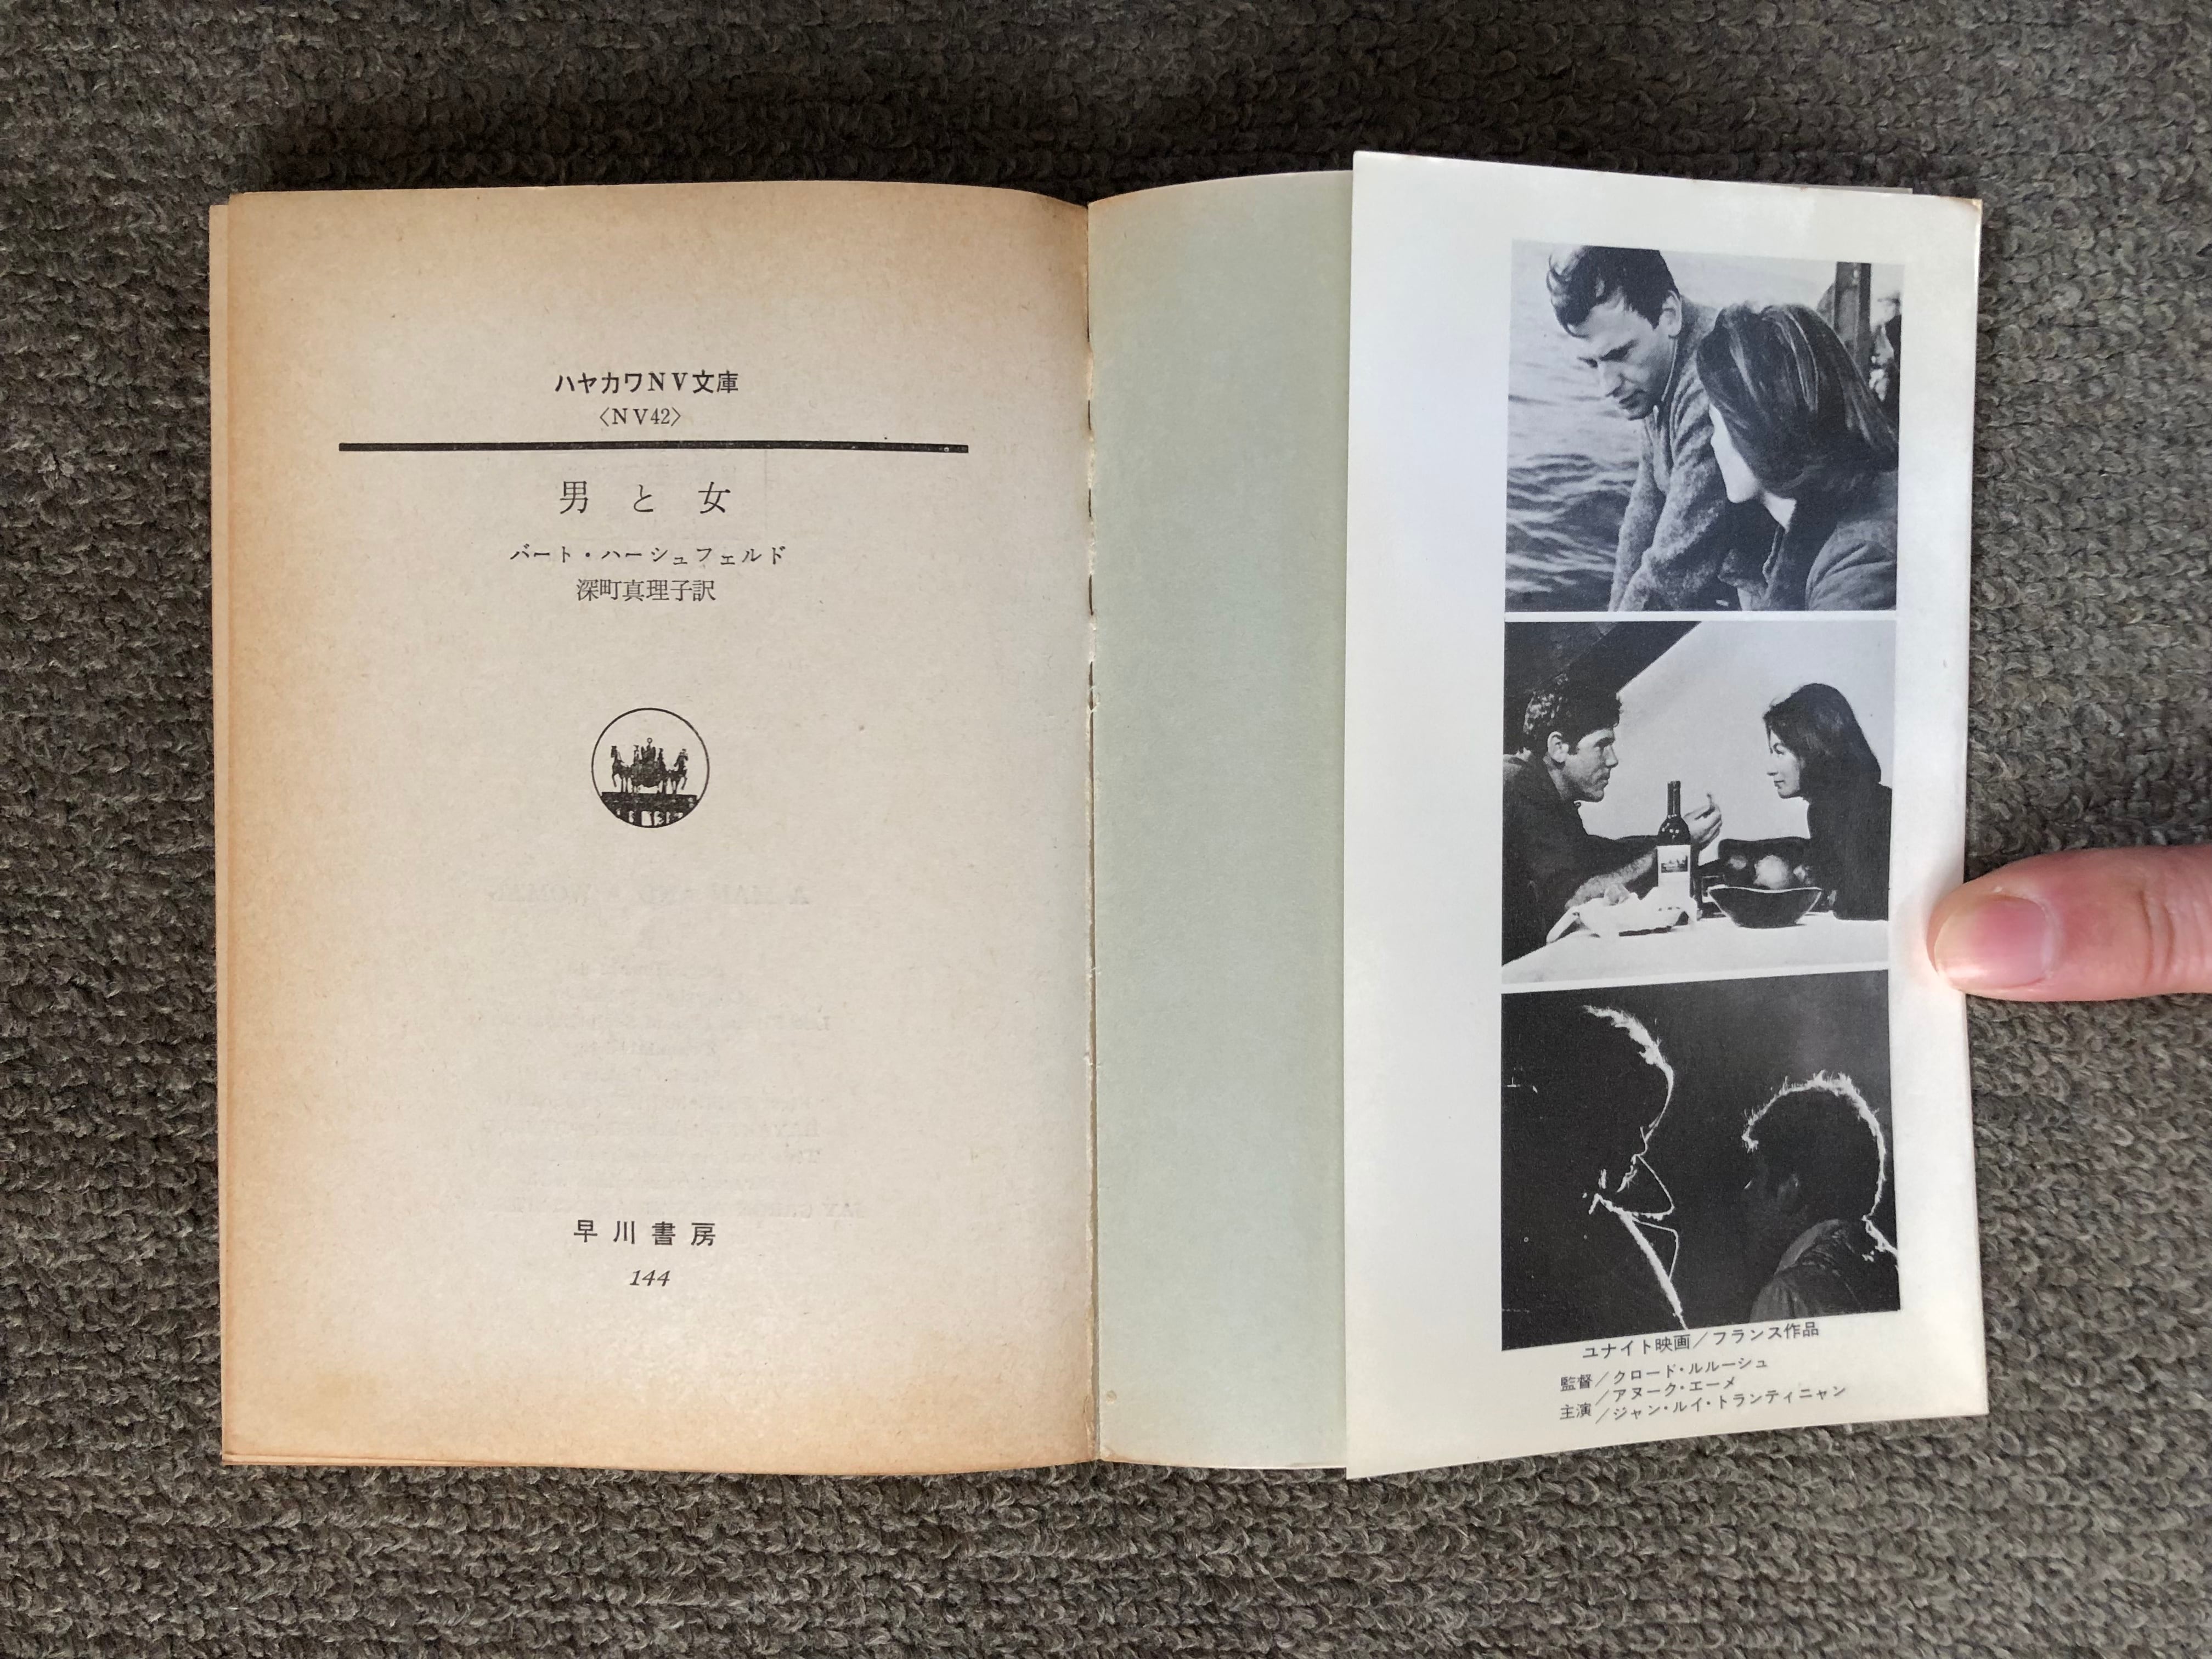 ハヤカワNV文庫
〈NV42〉
男と女
バート・ハーシュフェルド
深町真理子訳
早川書房
144
ユナイト映画／フランス作品
監督／クロード・ルルーシュ
／アヌーク・エーメ
主演／ジャン・ルイ・トランティニャン